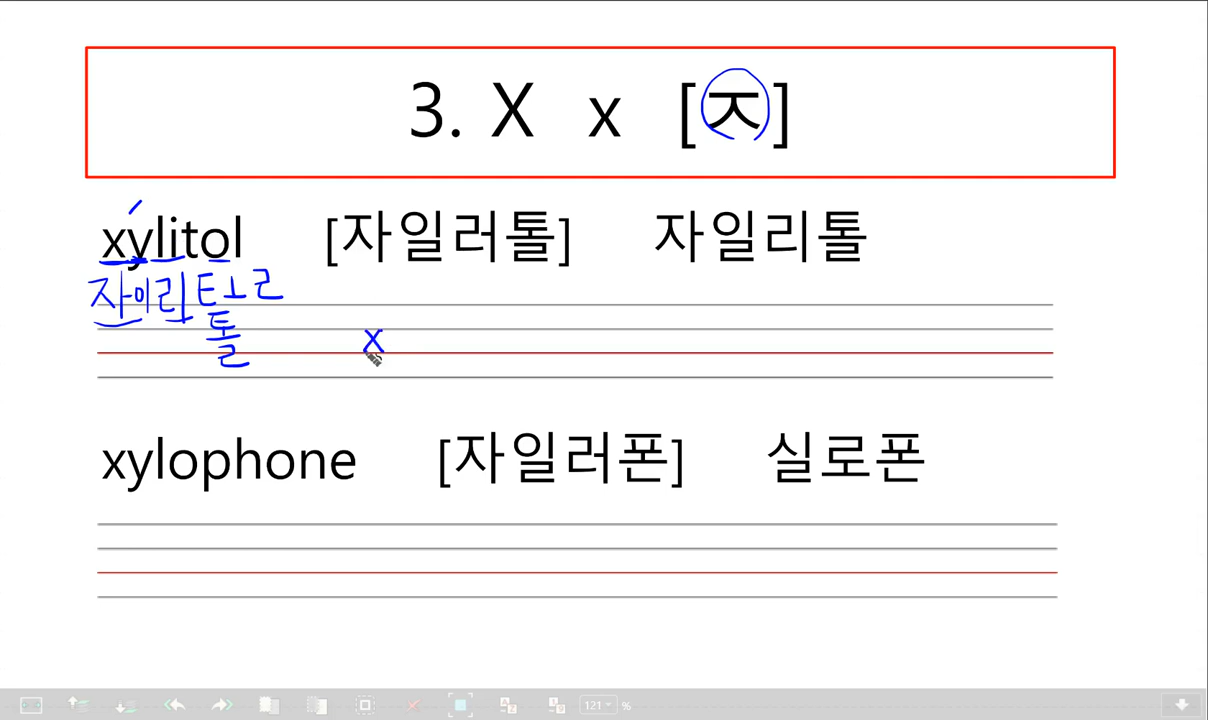 3. X x [ㅈ]
xylitol [자일러톨] 자일리톨
자이리 ㅌㅗㄹ
톨
x
xylophone [자일러폰] 실로폰
121 %